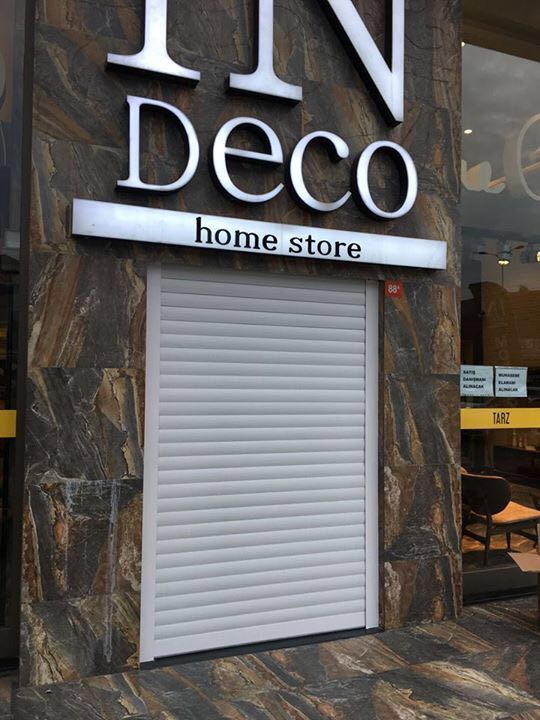 IN
DECO
home store
88
SATIŞ
DANIŞMANI
ALINACAK
MUHASEBE
ELAMANI
ALINACAK
TARZ